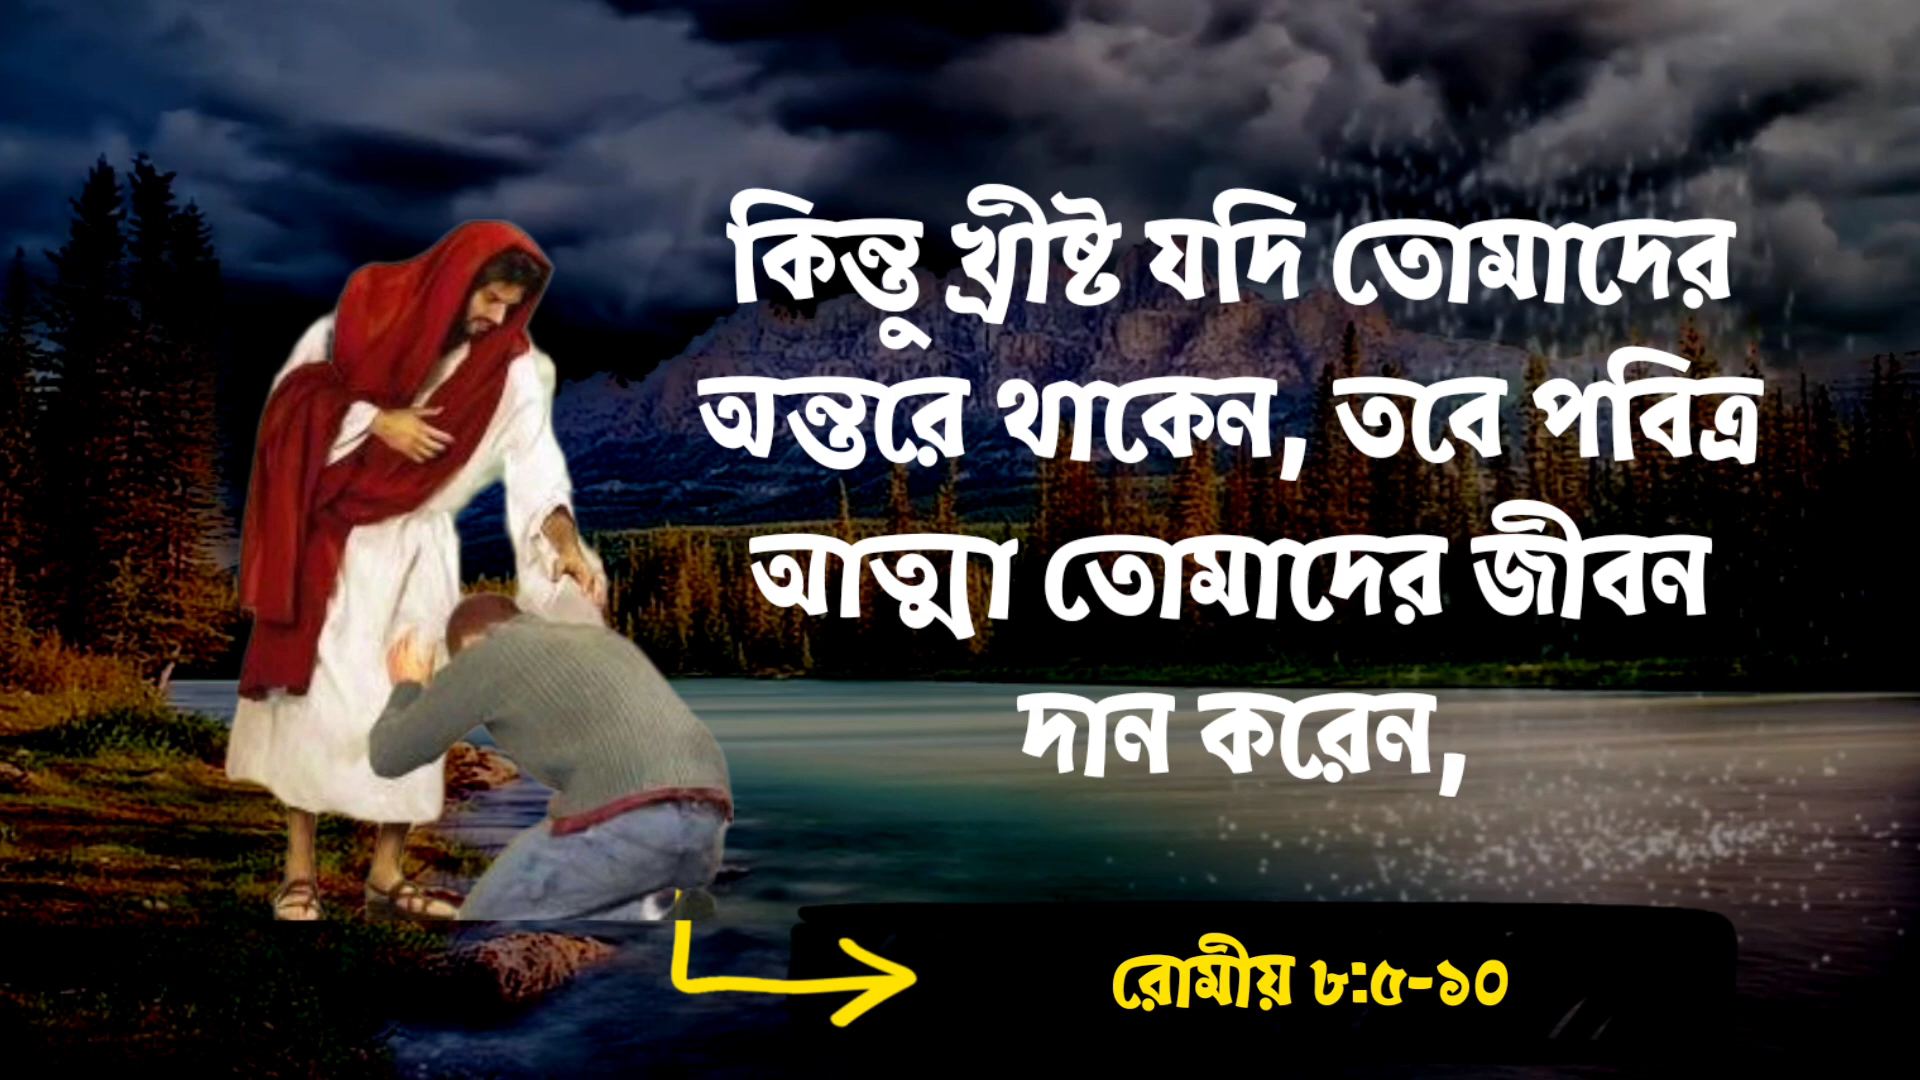 কিন্তু খ্রীষ্ট যদি তোমাদের
অন্তরে থাকেন, তবে পবিত্র
আত্মা তোমাদের জীবন
দান করেন,
রোমীয় ৮:৫-১০